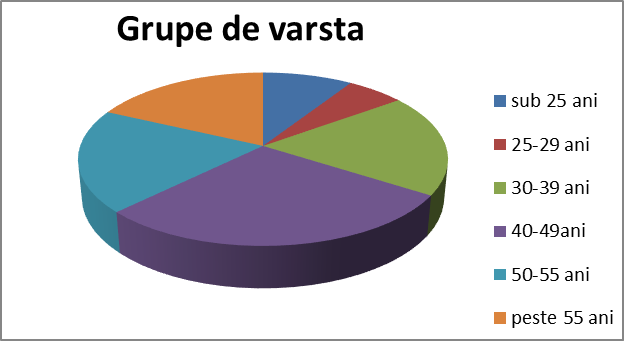 Grupe de varsta
sub 25 ani
25-29 ani
30-39 ani
40-49ani
50-55 ani
peste 55 ani